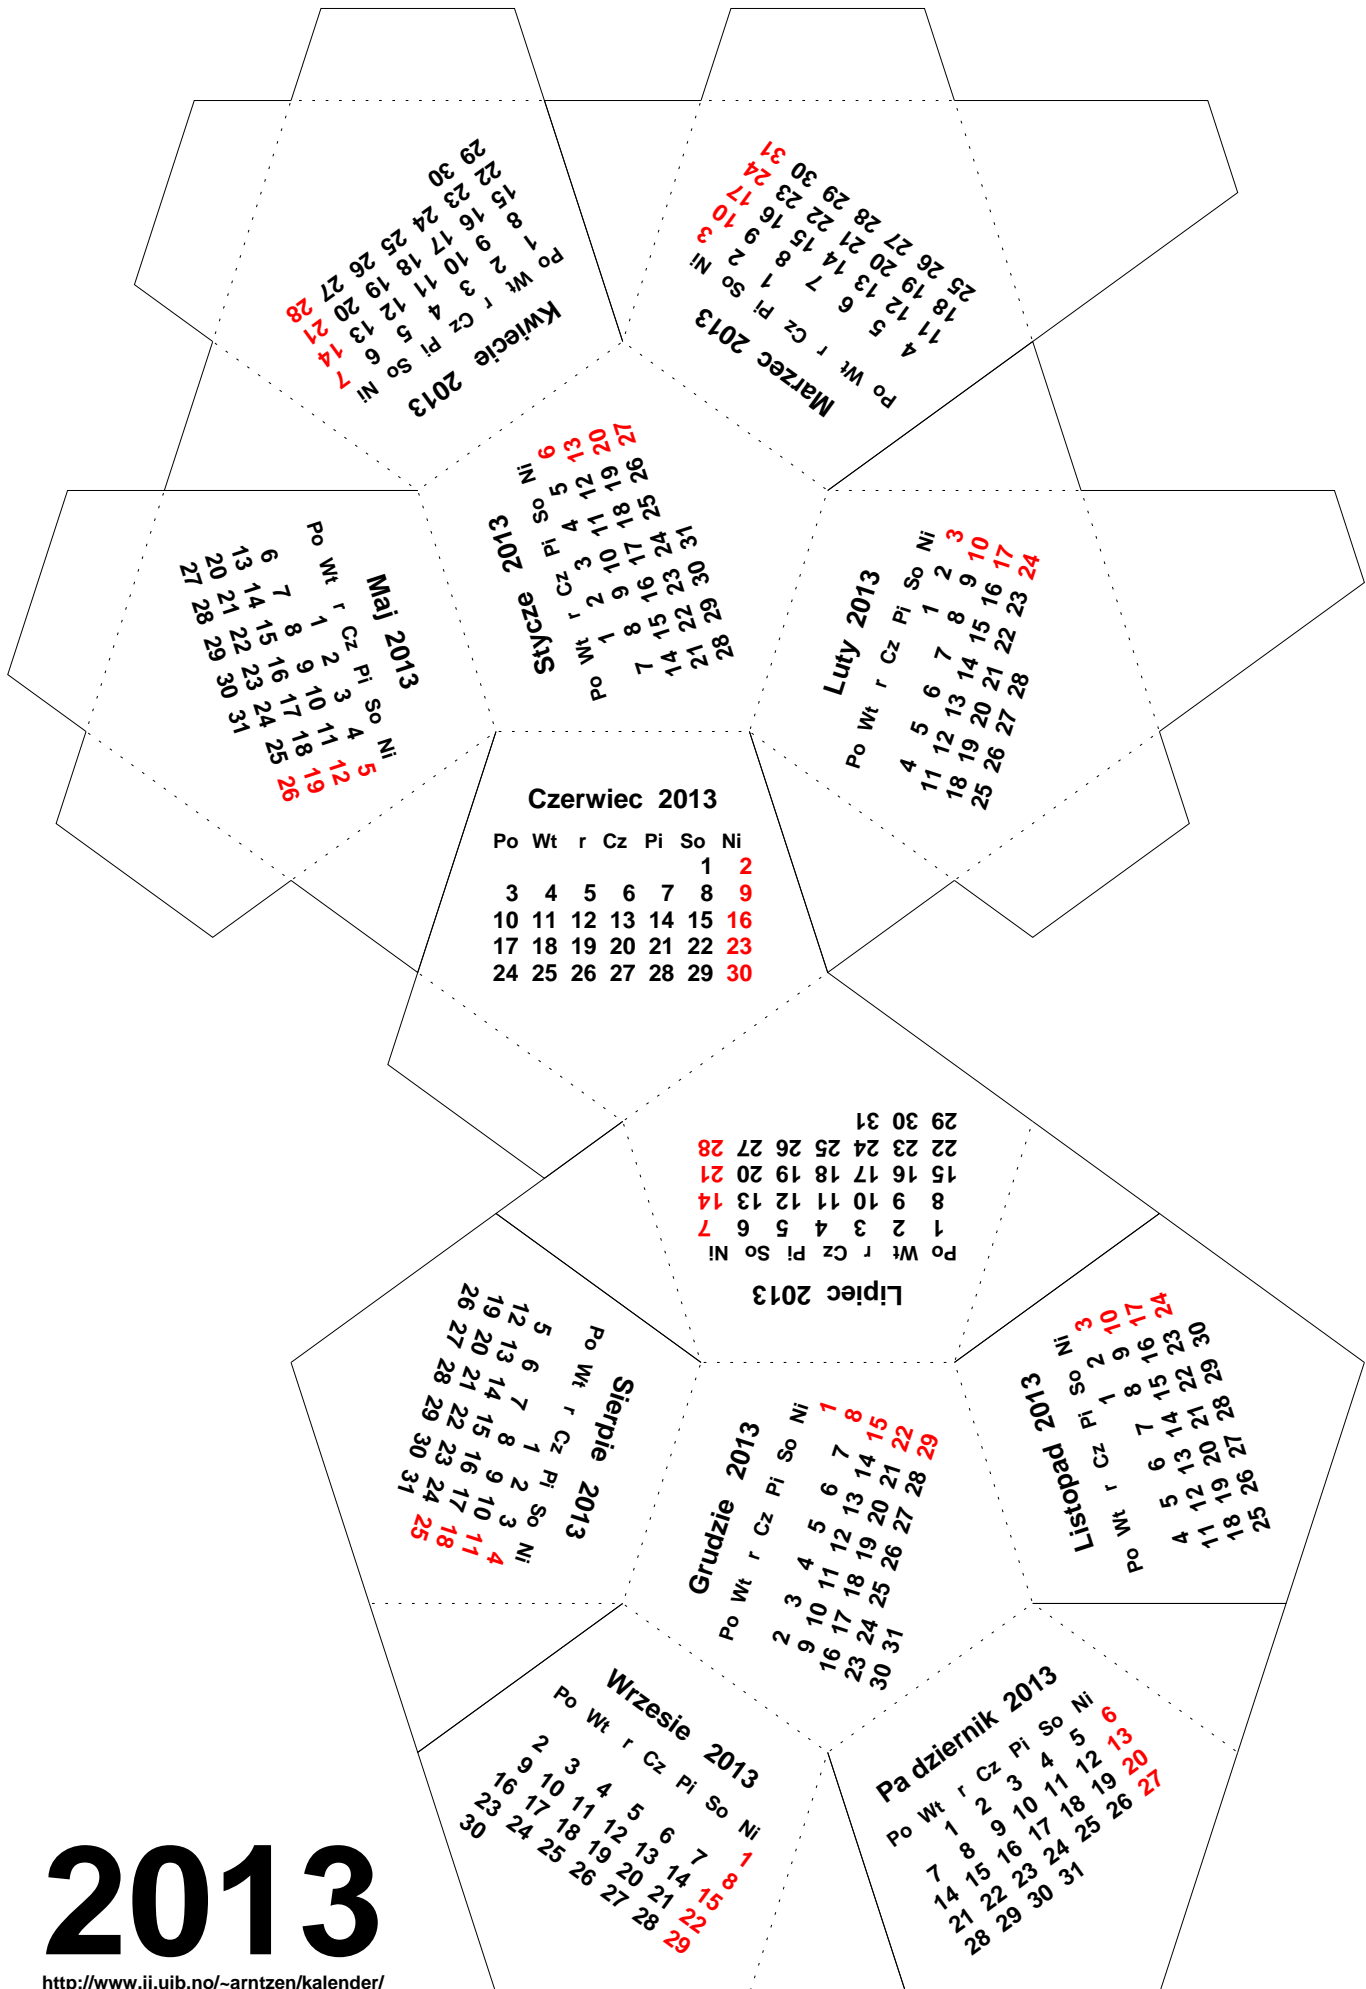 Kwiecie 2013
Po Wt r Cz Pi So Ni
1 2 3 4 5 6 7
8 9 10 11 12 13 14
15 16 17 18 19 20 21
22 23 24 25 26 27 28
29 30
Marzec 2013
Po Wt r Cz Pi So Ni
1 2 3
4 5 6 7 8 9 10
11 12 13 14 15 16 17
18 19 20 21 22 23 24
25 26 27 28 29 30 31
Stycze 2013
Po Wt r Cz Pi So Ni
1 2 3 4 5 6
7 8 9 10 11 12 13
14 15 16 17 18 19 20
21 22 23 24 25 26 27
28 29 30 31
Maj 2013
Po Wt r Cz Pi So Ni
1 2 3 4 5
6 7 8 9 10 11 12
13 14 15 16 17 18 19
20 21 22 23 24 25 26
27 28 29 30 31
Luty 2013
Po Wt r Cz Pi So Ni
1 2 3
4 5 6 7 8 9 10
11 12 13 14 15 16 17
18 19 20 21 22 23 24
25 26 27 28
Czerwiec 2013
Po Wt r Cz Pi So Ni
1 2
3 4 5 6 7 8 9
10 11 12 13 14 15 16
17 18 19 20 21 22 23
24 25 26 27 28 29 30
Lipiec 2013
Po Wt r Cz Pi So Ni
1 2 3 4 5 6 7
8 9 10 11 12 13 14
15 16 17 18 19 20 21
22 23 24 25 26 27 28
29 30 31
Sierpie 2013
Po Wt r Cz Pi So Ni
1 2 3 4
5 6 7 8 9 10 11
12 13 14 15 16 17 18
19 20 21 22 23 24 25
26 27 28 29 30 31
Grudzie 2013
Po Wt r Cz Pi So Ni
1
2 3 4 5 6 7 8
9 10 11 12 13 14 15
16 17 18 19 20 21 22
23 24 25 26 27 28 29
30 31
Listopad 2013
Po Wt r Cz Pi So Ni
1 2 3
4 5 6 7 8 9 10
11 12 13 14 15 16 17
18 19 20 21 22 23 24
25 26 27 28 29 30
Wrzesie 2013
Po Wt r Cz Pi So Ni
1
2 3 4 5 6 7 8
9 10 11 12 13 14 15
16 17 18 19 20 21 22
23 24 25 26 27 28 29
30
Pa dziernik 2013
Po Wt r Cz Pi So Ni
1 2 3 4 5 6
7 8 9 10 11 12 13
14 15 16 17 18 19 20
21 22 23 24 25 26 27
28 29 30 31
2013
http://www.ii.uib.no/~arntzen/kalender/